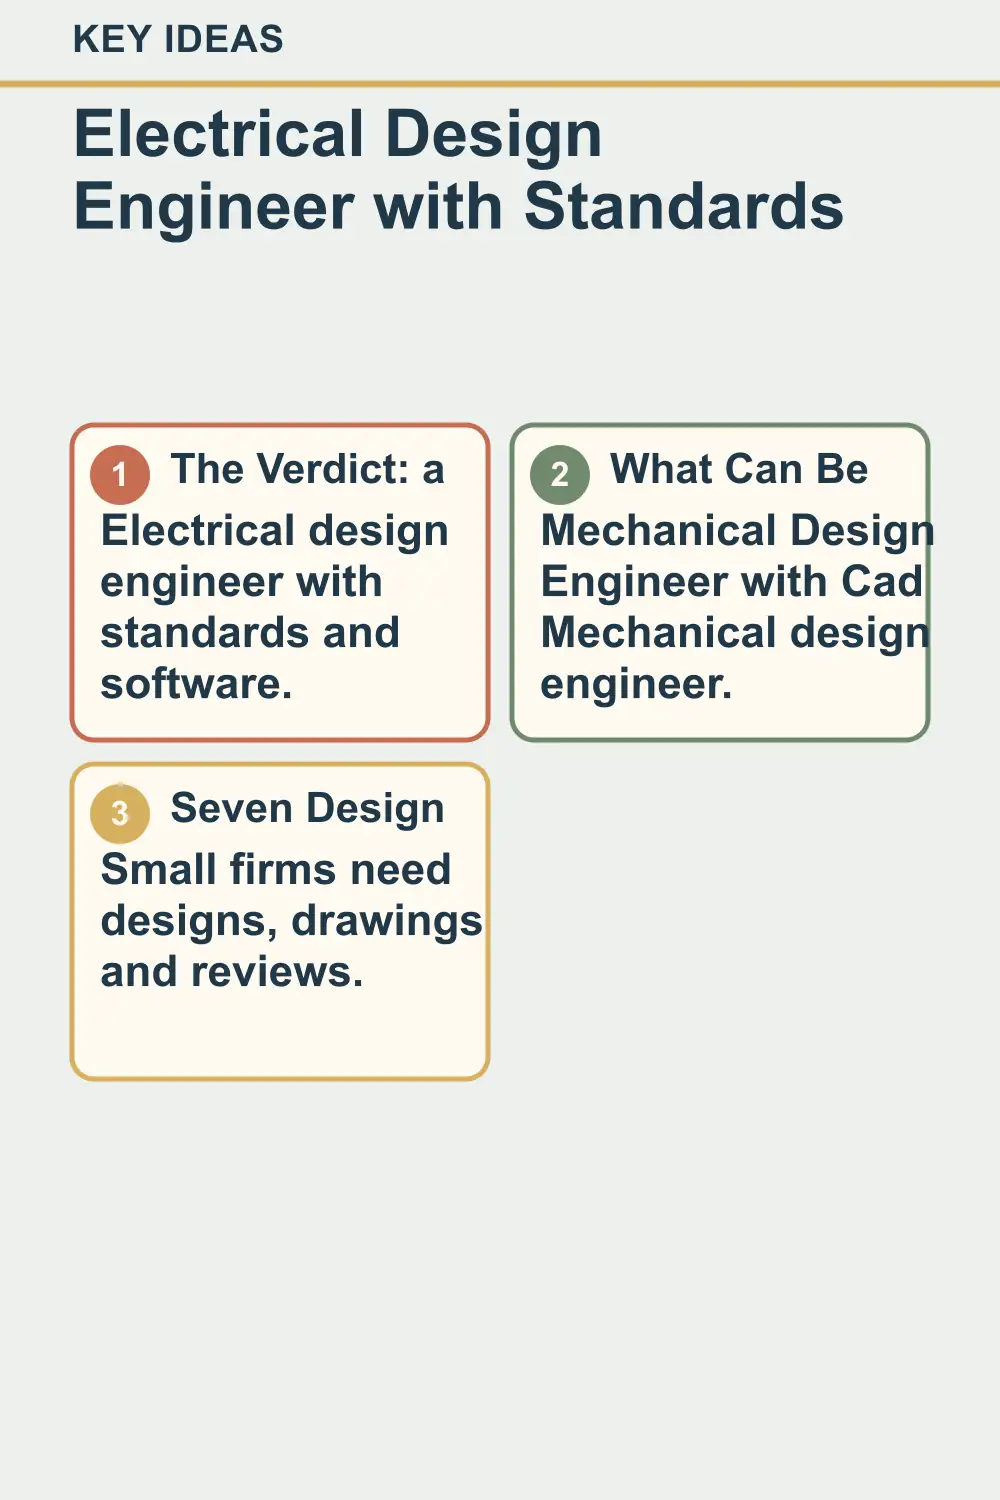 KEY IDEAS
Electrical Design
Engineer with Standards
1 The Verdict: a
Electrical design
engineer with
standards and
software.
2 What Can Be
Mechanical Design
Engineer with Cad
Mechanical design
engineer.
3 Seven Design
Small firms need
designs, drawings
and reviews.